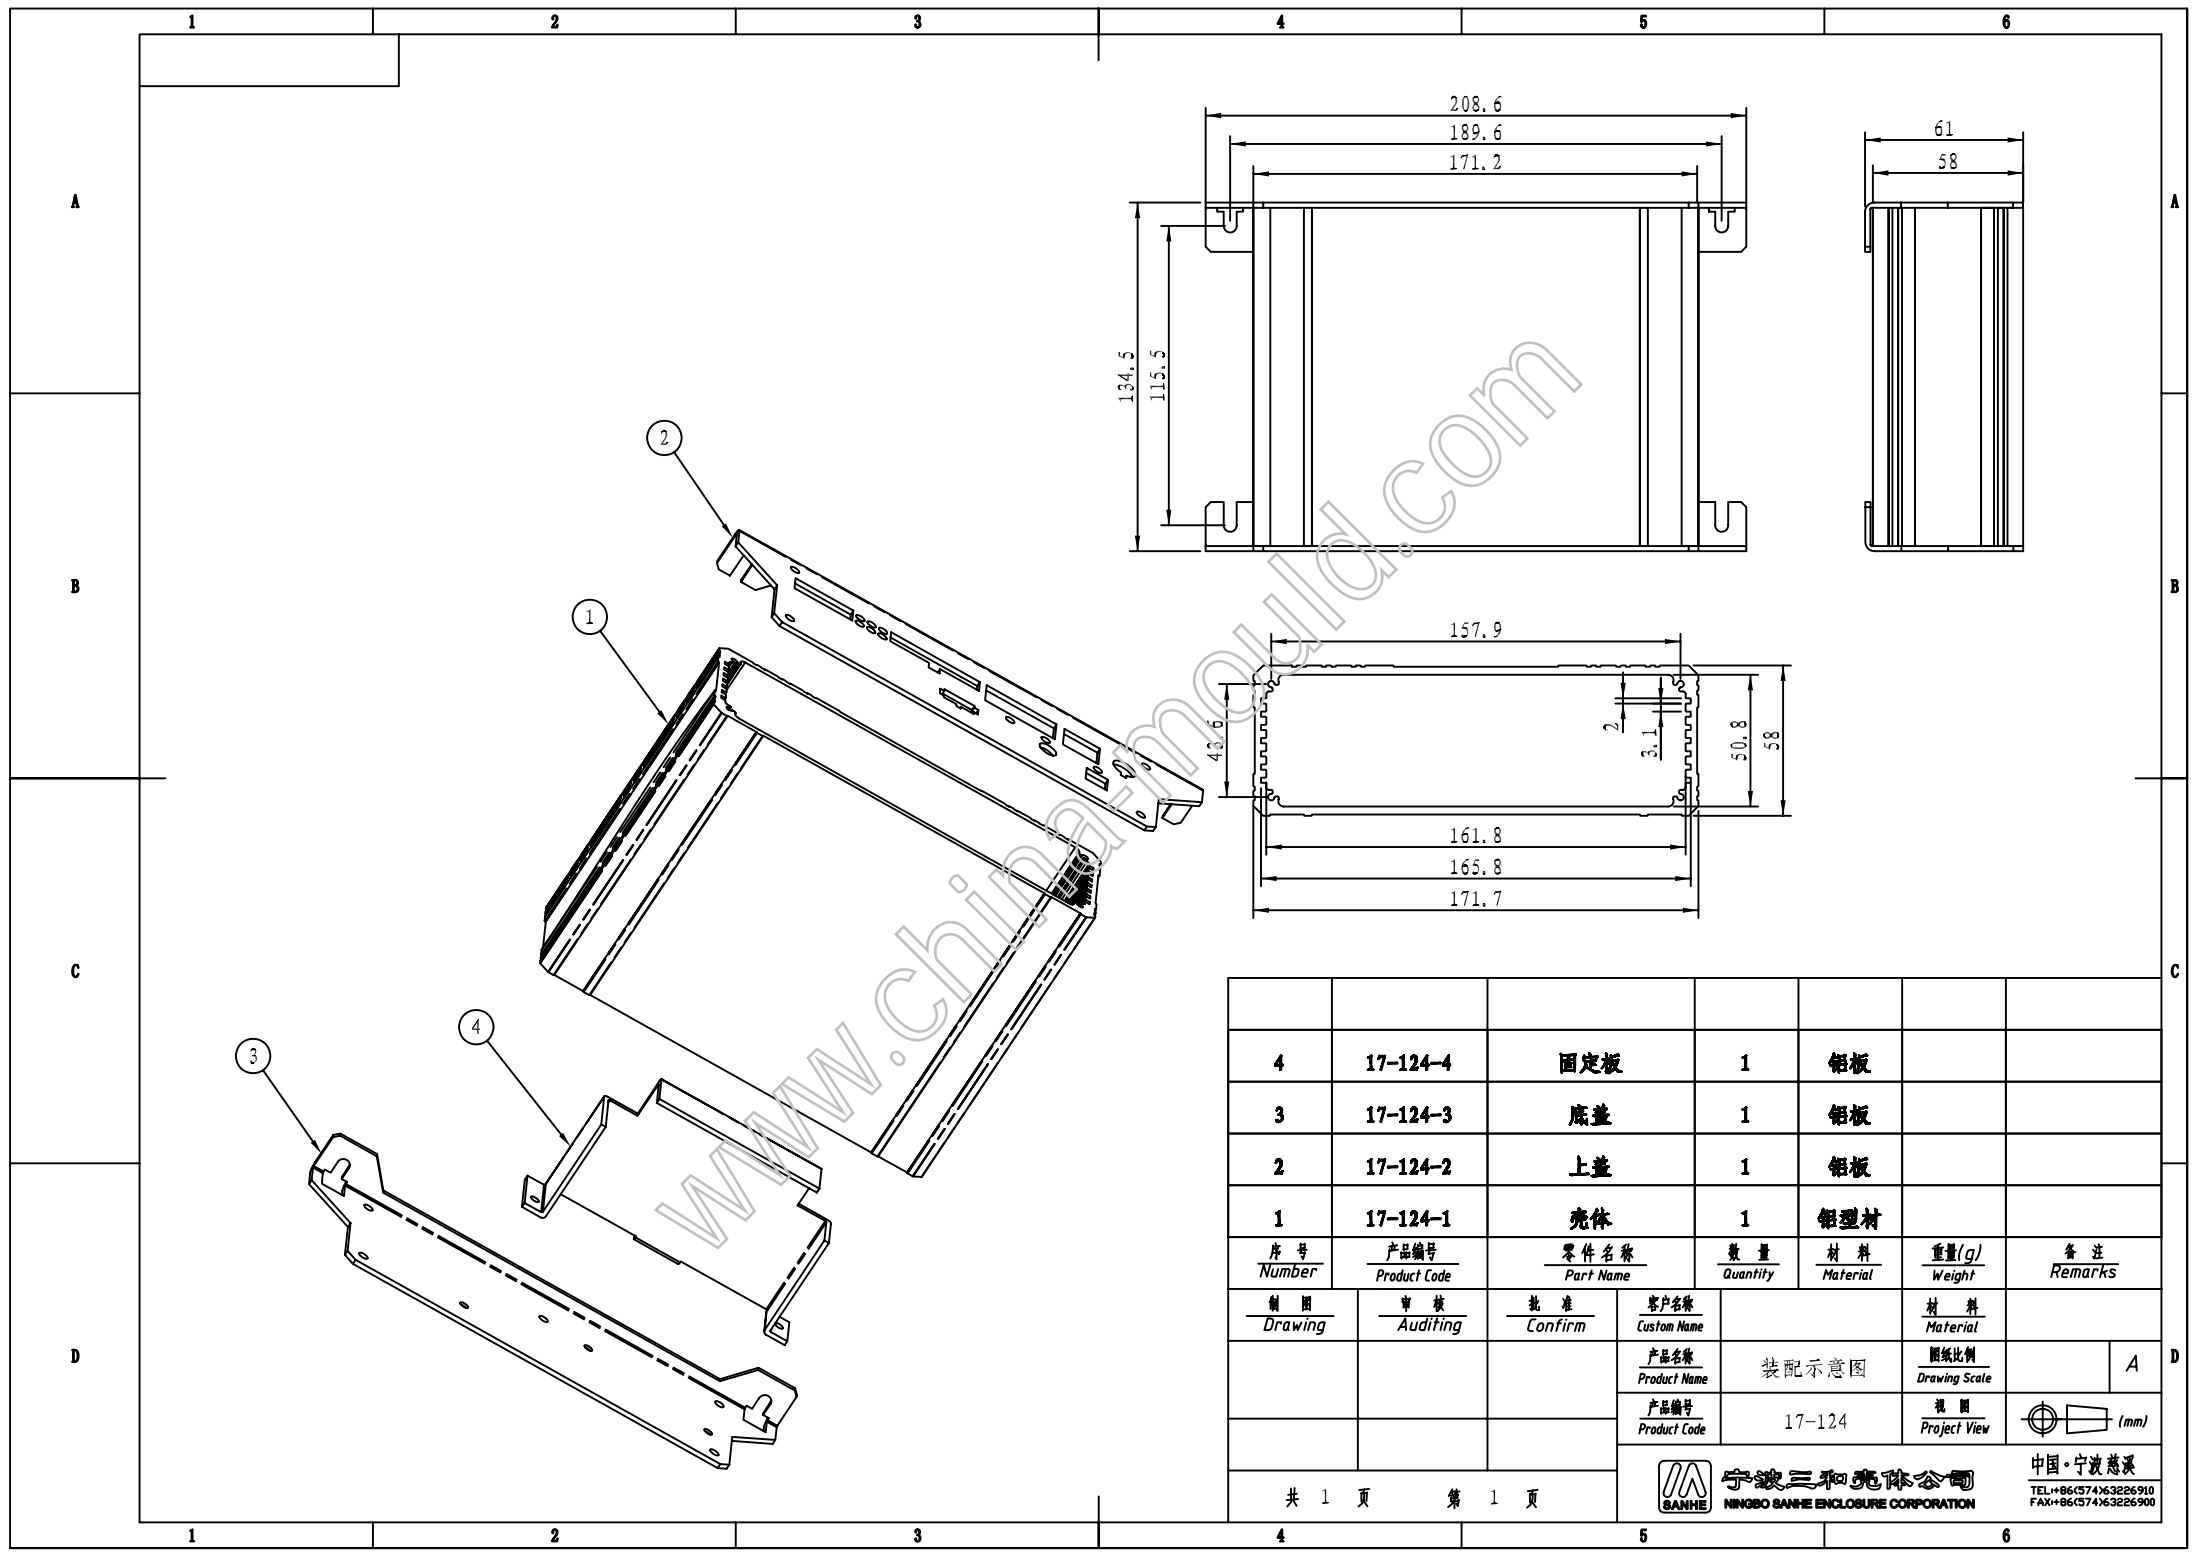 1 2 3 4 5 6
A A
B B
C C
D D
208.6
189.6
171.2
61
58
134.5
115.5
2
1
4
3
157.9
43.6
2
3.1
50.8
58
161.8
165.8
171.7
www.china-mould.com
4 17-124-4 固定板 1 铝板
3 17-124-3 底盖 1 铝板
2 17-124-2 上盖 1 铝板
1 17-124-1 壳体 1 铝型材
序号 产品编号 零件名称 数量 材料 重量(g) 备注
Number Product Code Part Name Quantity Material Weight Remarks
制图 审核 批准 客户名称 材料
Drawing Auditing Confirm Custom Name Material
产品名称 装配示意图 图纸比例 A
Product Name Drawing Scale
产品编号 17-124 视图 (mm)
Product Code Project View
共 1 页 第 1 页
SANHE
宁波三和壳体公司
NINGBO SANHE ENCLOSURE CORPORATION
中国·宁波慈溪
TEL:+86(574)63226910
FAX:+86(574)63226900
1 2 3 4 5 6